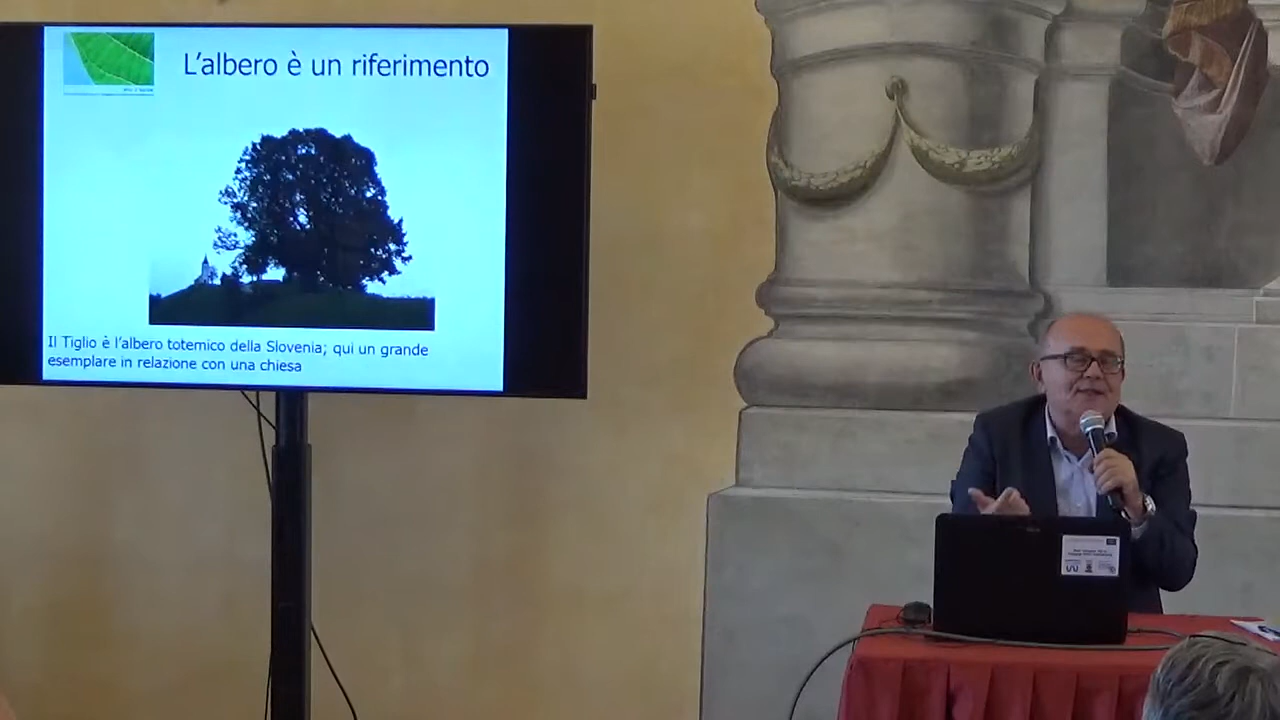 L'albero è un riferimento
Il Tiglio è l'albero totemico della Slovenia; qui un grande
esemplare in relazione con una chiesa